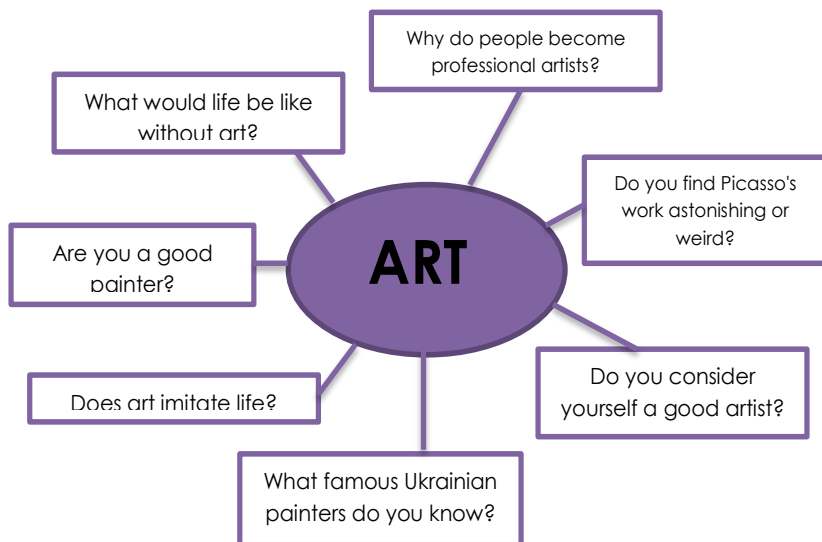 Why do people become
professional artists?
What would life be like
without art?
Do you find Picasso's
work astonishing or
weird?
Are you a good
painter?
ART
Do you consider
yourself a good artist?
Does art imitate life?
What famous Ukrainian
painters do you know?